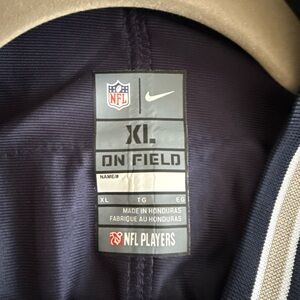 NFL
XL
ON FIELD
NAME/#
XL TG EG
MADE IN HONDURAS
FABRIQUE AU HONDURAS
NFL PLAYERS